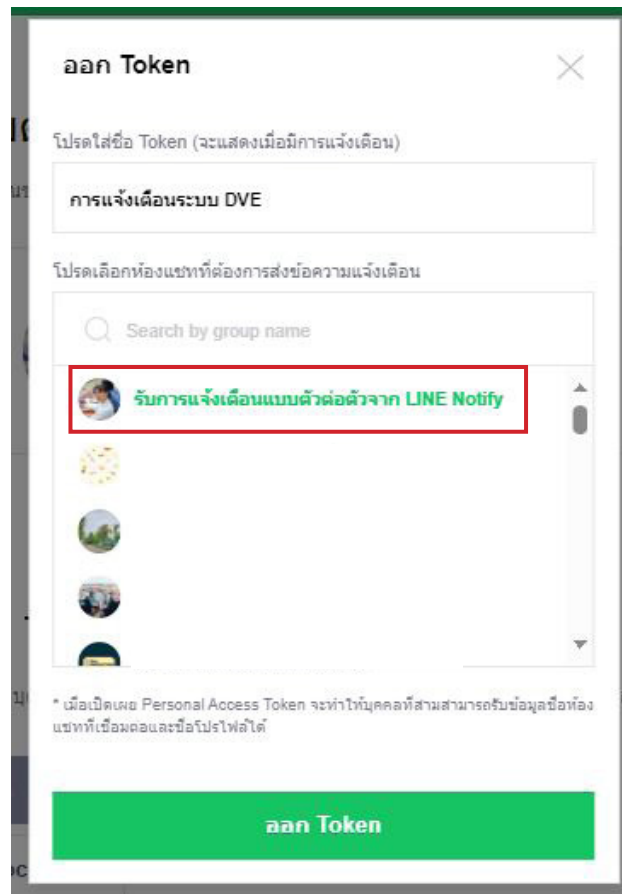 ออก Token
โปรดใส่ชื่อ Token (จะแสดงเมื่อมีการแจ้งเตือน)
การแจ้งเตือนระบบ DVE
โปรดเลือกห้องแชทที่ต้องการส่งข้อความแจ้งเตือน
Search by group name
รับการแจ้งเตือนแบบตัวต่อตัวจาก LINE Notify
* เมื่อเปิดเผย Personal Access Token จะทำให้บุคคลที่สามสามารถรับข้อมูลชื่อห้อง
แชทที่เชื่อมต่อและชื่อโปรไฟล์ได้
ออก Token